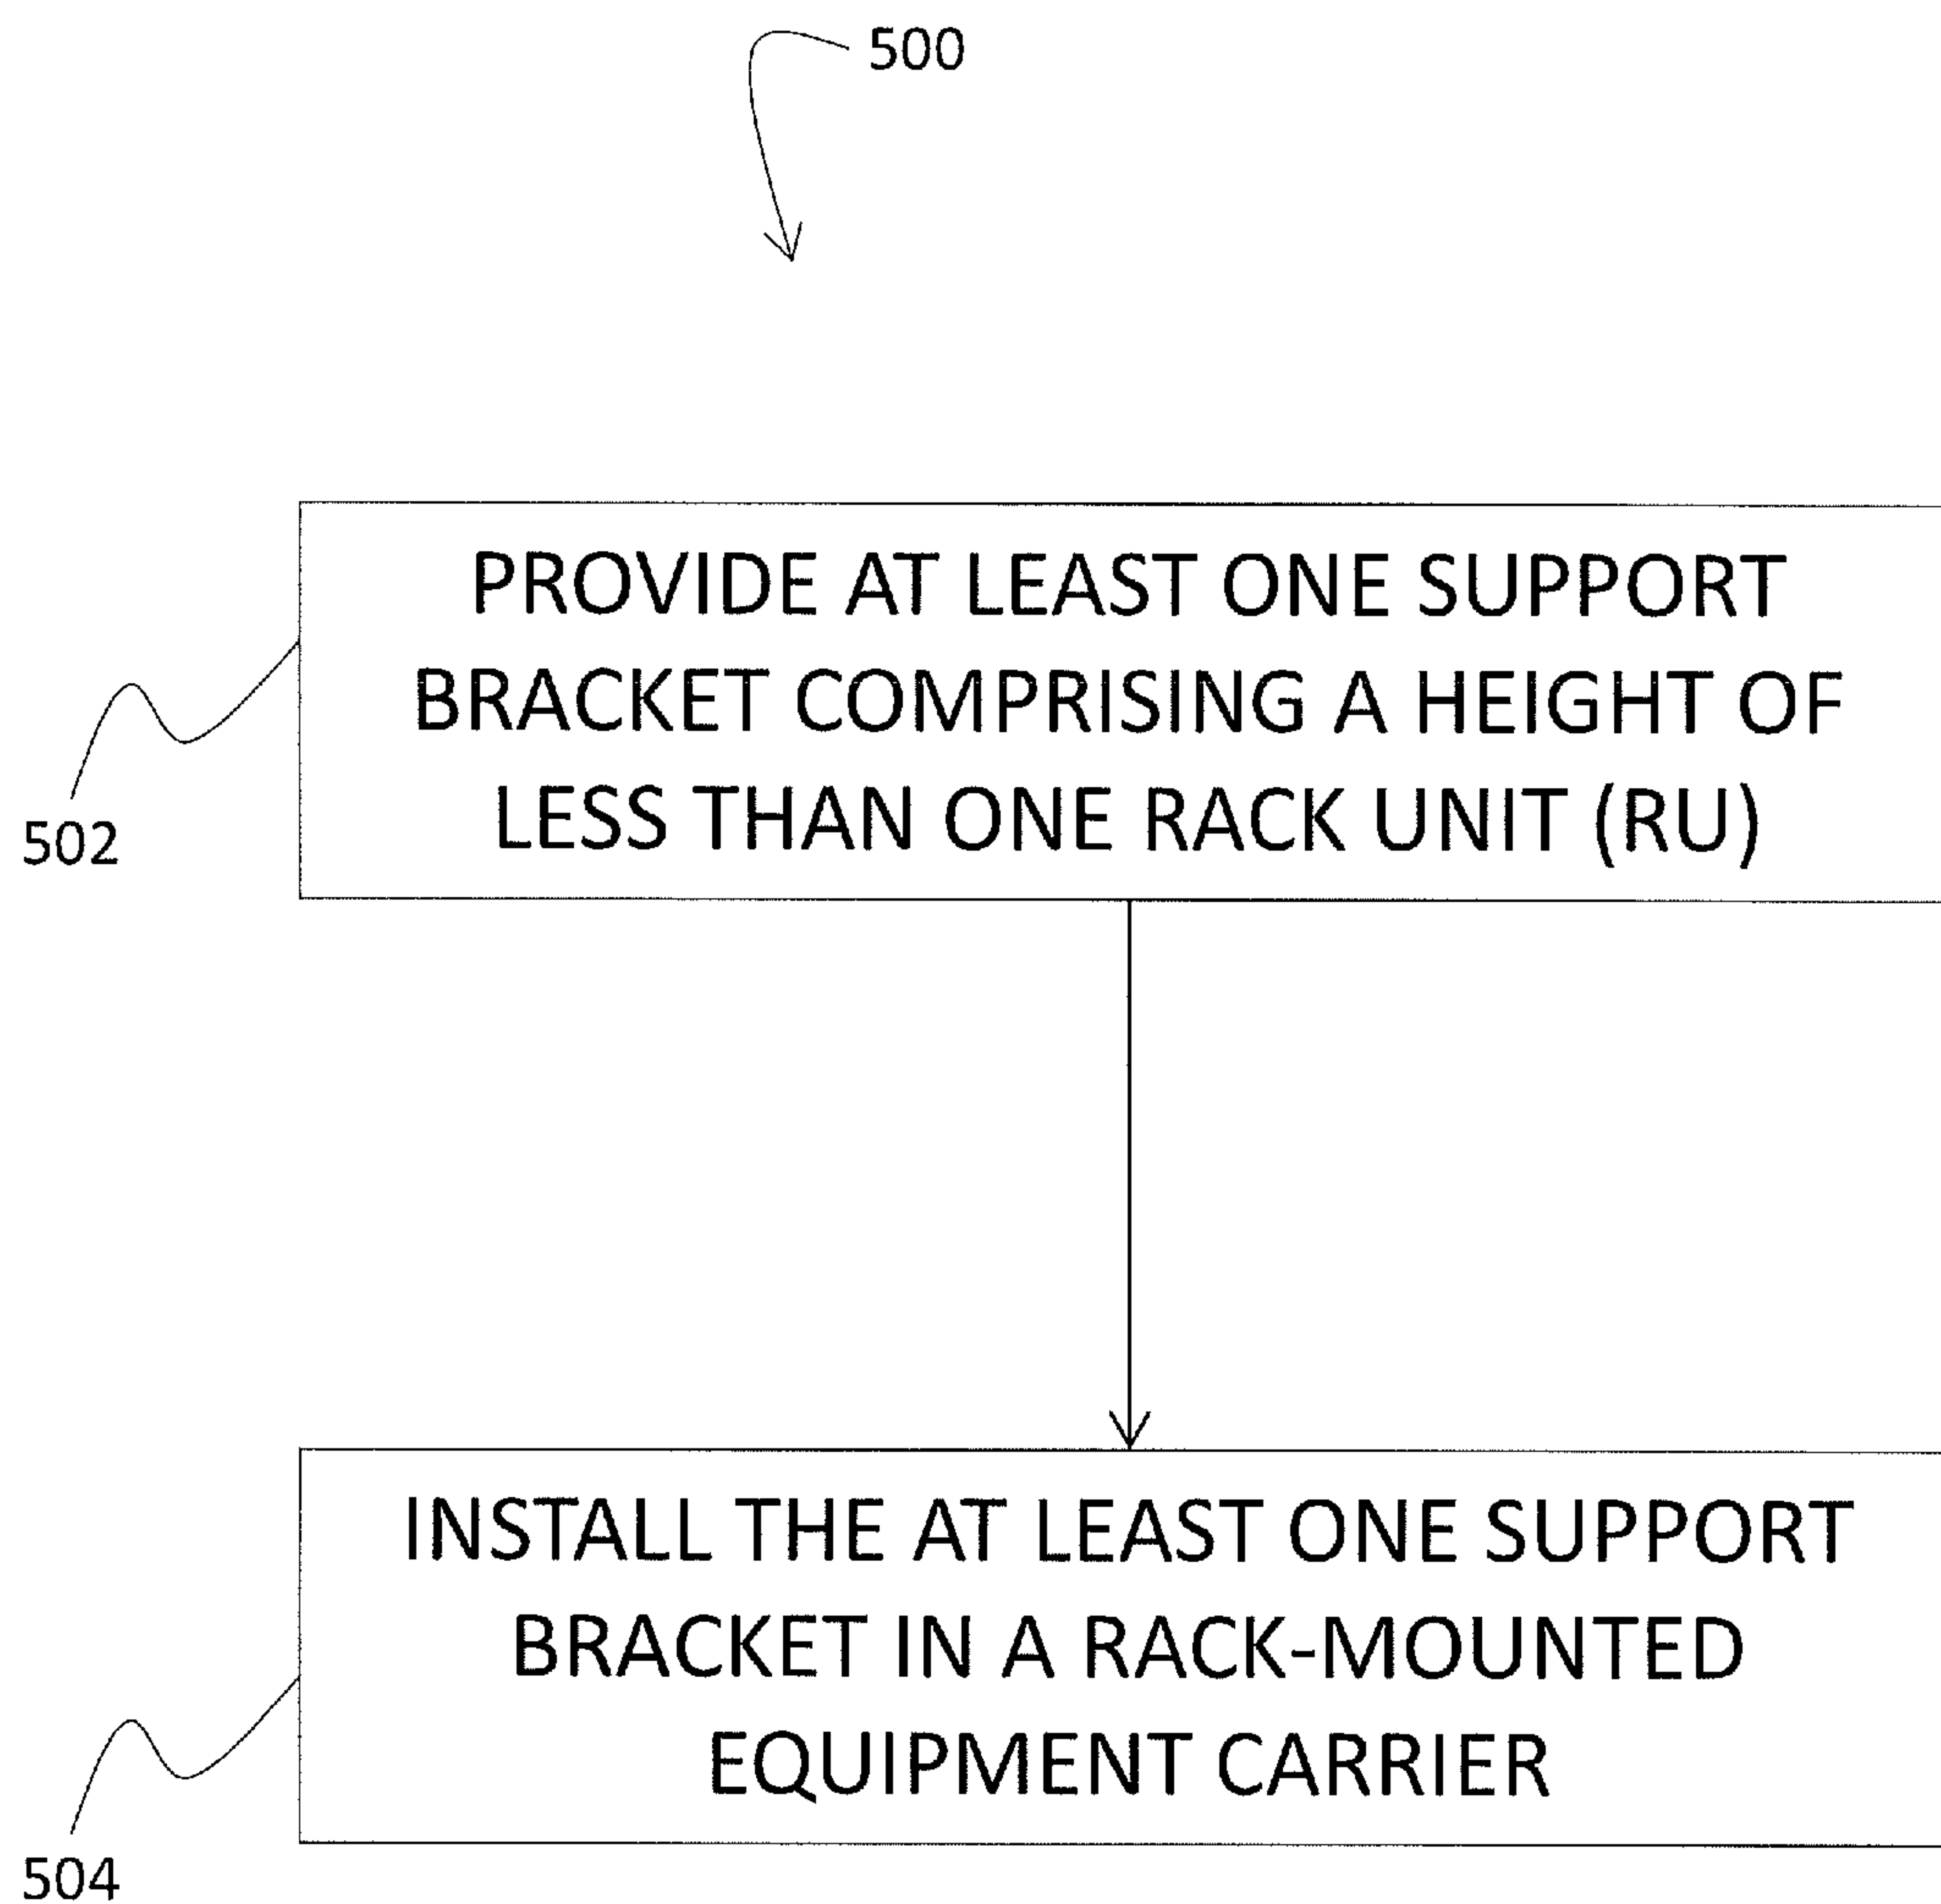 500
PROVIDE AT LEAST ONE SUPPORT
BRACKET COMPRISING A HEIGHT OF
LESS THAN ONE RACK UNIT (RU)
502
INSTALL THE AT LEAST ONE SUPPORT
BRACKET IN A RACK-MOUNTED
EQUIPMENT CARRIER
504